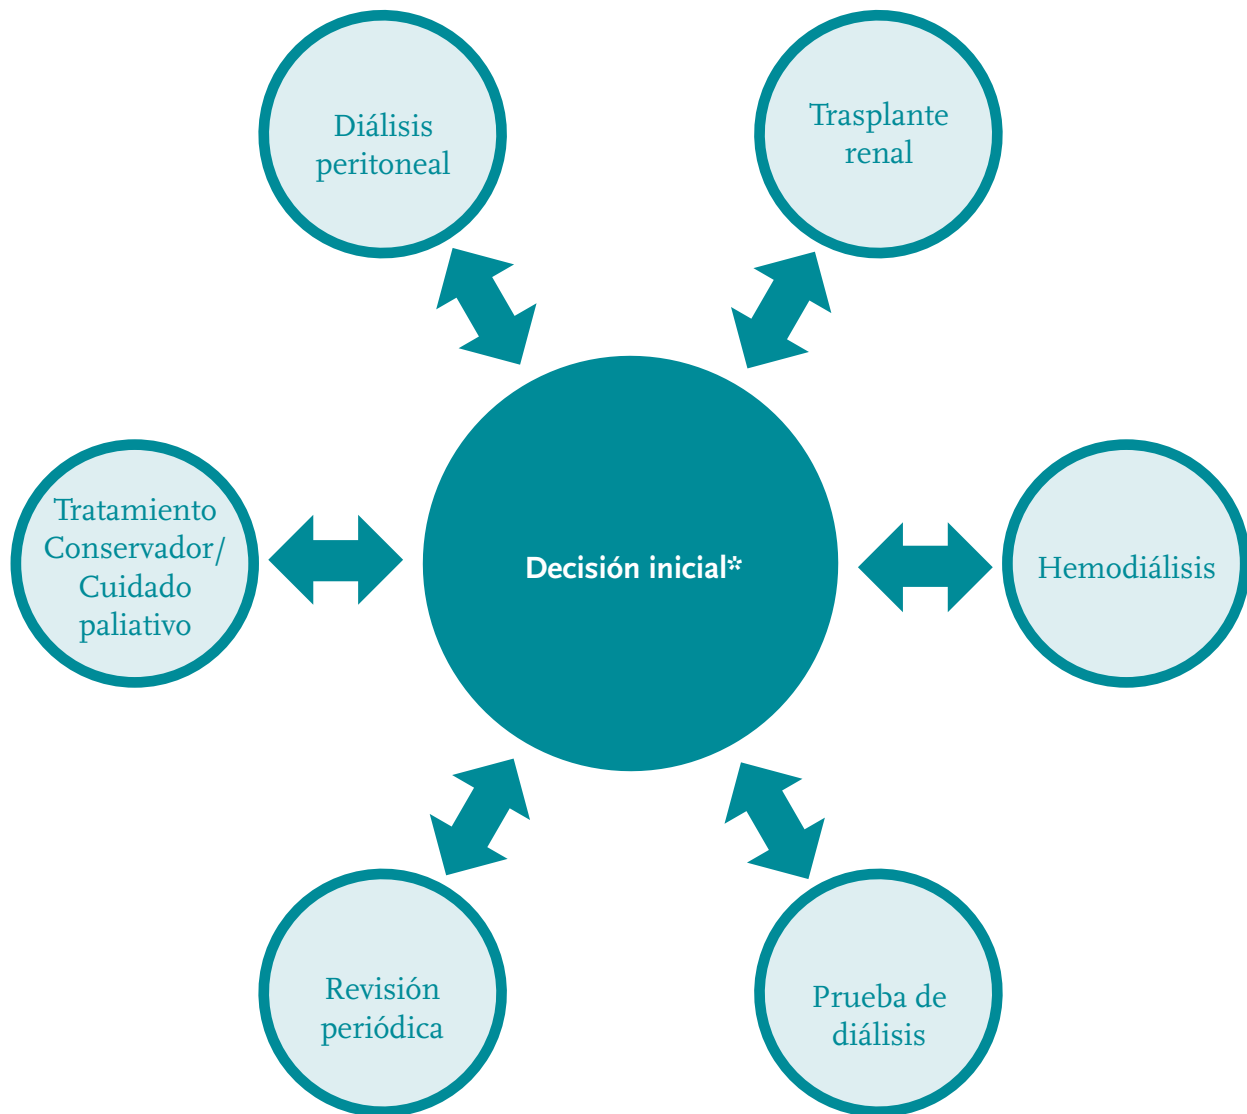 Diálisis
peritoneal
Trasplante
renal
Tratamiento
Conservador/
Cuidado
paliativo
Decisión inicial*
Hemodiálisis
Revisión
periódica
Prueba de
diálisis